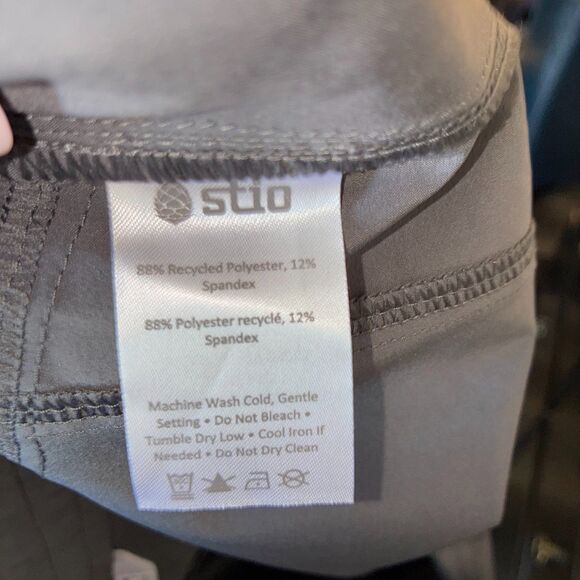 stio
88% Recycled Polyester, 12%
Spandex
88% Polyester recyclé, 12%
Spandex
Machine Wash Cold, Gentle
Setting • Do Not Bleach •
Tumble Dry Low • Cool Iron If
Needed • Do Not Dry Clean